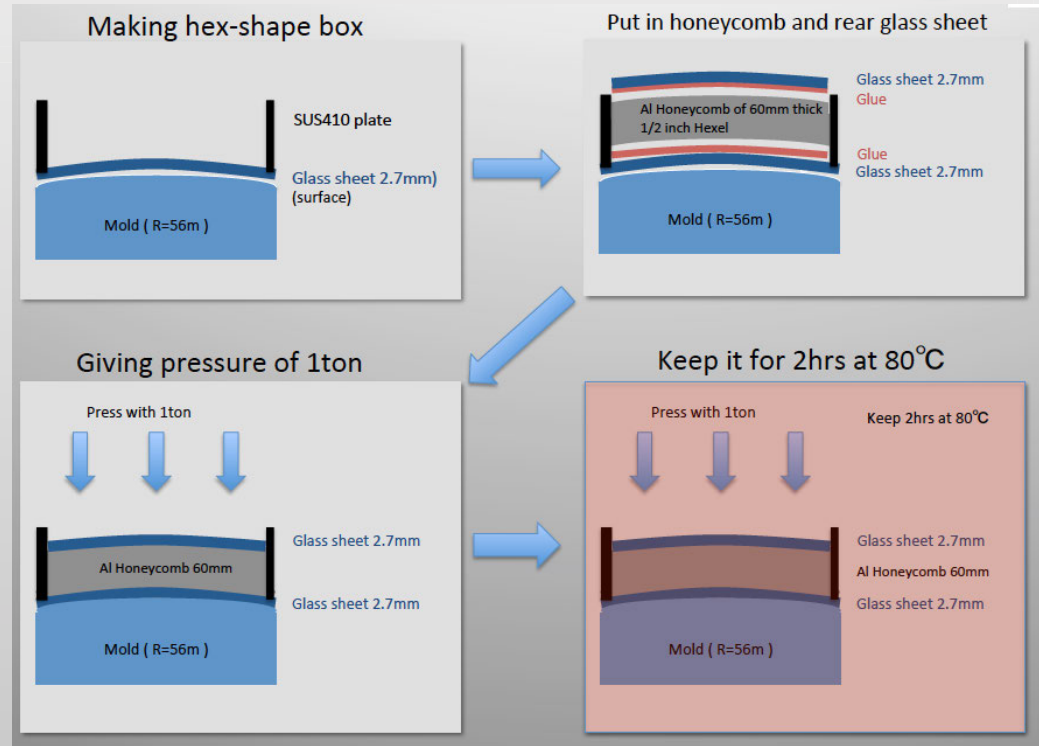 Making hex-shape box
SUS410 plate
Glass sheet 2.7mm)
(surface)
Mold ( R=56m )
Put in honeycomb and rear glass sheet
Glass sheet 2.7mm
Glue
Al Honeycomb of 60mm thick
1/2 inch Hexel
Glue
Glass sheet 2.7mm
Mold ( R=56m )
Giving pressure of 1ton
Press with 1ton
Glass sheet 2.7mm
Al Honeycomb 60mm
Glass sheet 2.7mm
Mold ( R=56m )
Keep it for 2hrs at 80℃
Press with 1ton
Keep 2hrs at 80℃
Glass sheet 2.7mm
Al Honeycomb 60mm
Glass sheet 2.7mm
Mold ( R=56m )